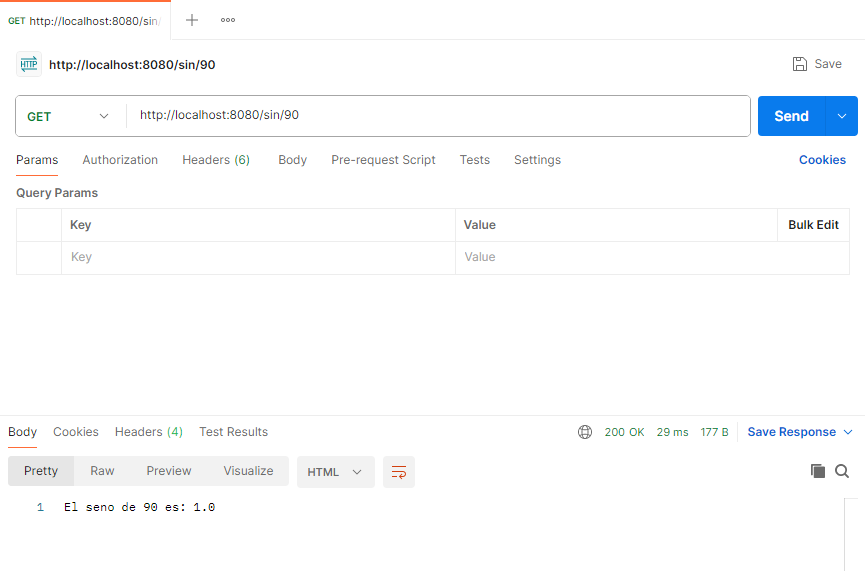 GET http://localhost:8080/sin/
HTTP http://localhost:8080/sin/90 Save
GET http://localhost:8080/sin/90 Send
Params Authorization Headers (6) Body Pre-request Script Tests Settings Cookies
Query Params
Key Value Bulk Edit
Key Value
Body Cookies Headers (4) Test Results 200 OK 29 ms 177 B Save Response
Pretty Raw Preview Visualize HTML
1 El seno de 90 es: 1.0